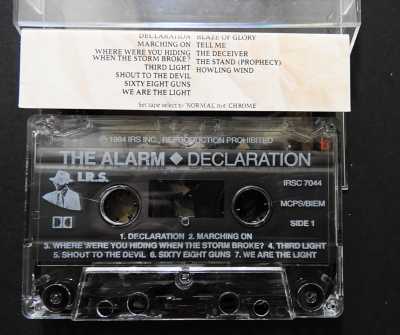 DECLARATION
MARCHING ON
WHERE WERE YOU HIDING
WHEN THE STORM BROKE?
THIRD LIGHT
SHOUT TO THE DEVIL
SIXTY EIGHT GUNS
WE ARE THE LIGHT
BLAZE OF GLORY
TELL ME
THE DECEIVER
THE STAND (PROPHECY)
HOWLING WIND
Set tape select to NORMAL not CHROME
© 1984 IRS INC., REPRODUCTION PROHIBITED
THE ALARM ◆ DECLARATION
I.R.S.
IRSC 7044
MCPS/BIEM
SIDE 1
1. DECLARATION 2. MARCHING ON
3. WHERE WERE YOU HIDING WHEN THE STORM BROKE? 4. THIRD LIGHT
5. SHOUT TO THE DEVIL 6. SIXTY EIGHT GUNS 7. WE ARE THE LIGHT